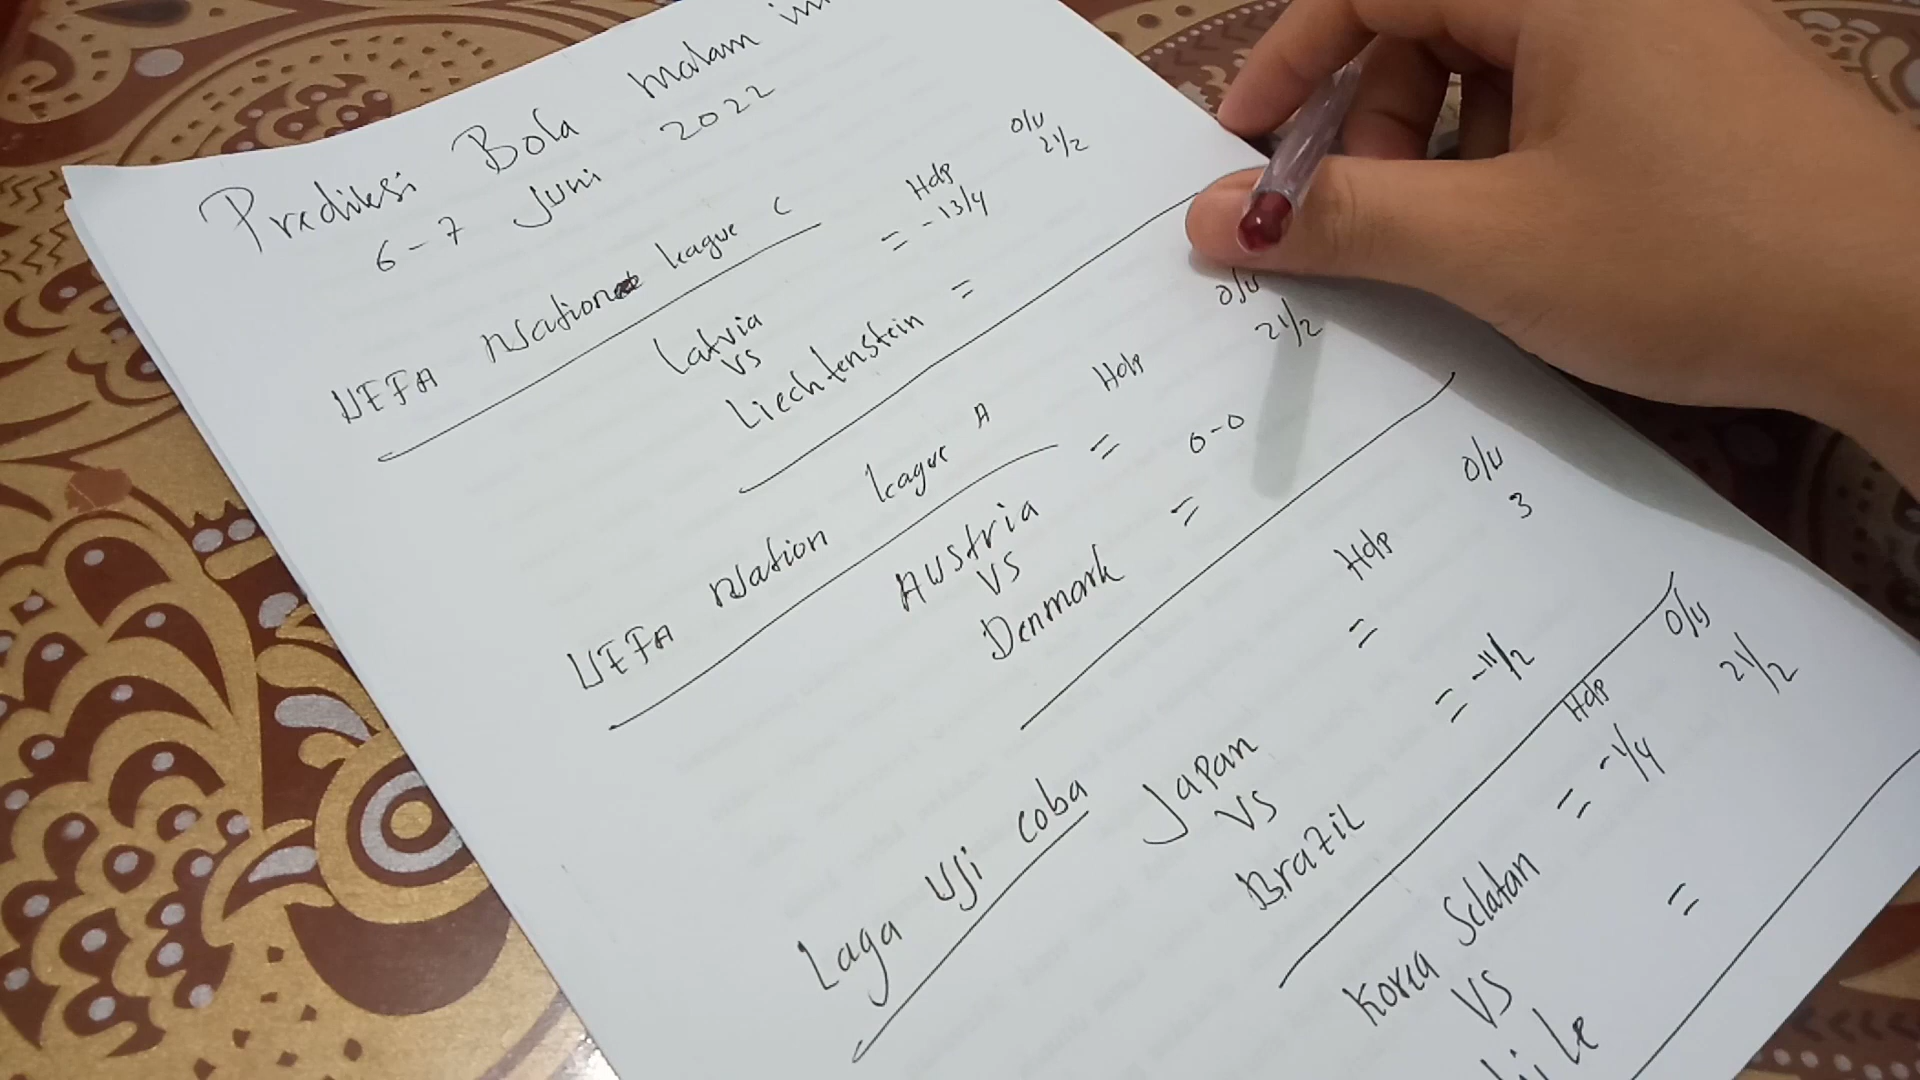 Prediksi Bola malam ini
6-7 Juni 2022
UEFA Nation League C
Hdp O/U
Latvia = -1 3/4 2 1/2
VS
Liechtenstein =
UEFA Nation League A
Hdp O/U
Austria = 2 1/2
VS 0-0
Denmark =
Laga Uji coba
Hdp O/U
Japan = 3
VS
Brazil = -1 1/2
Hdp O/U
Korea Selatan = -1/4 2 1/2
VS
=